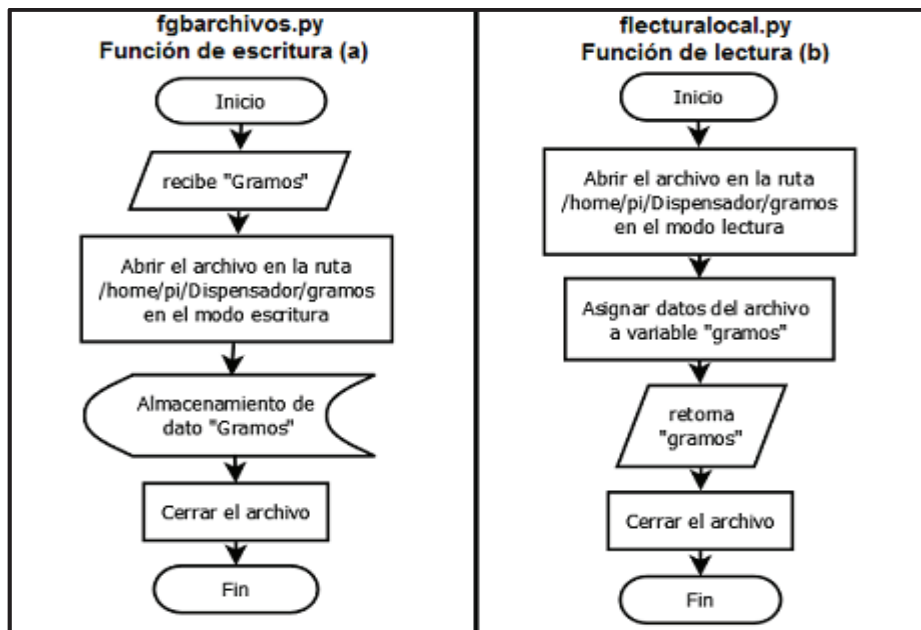 fgbarchivos.py
Función de escritura (a)
Inicio
recibe "Gramos"
Abrir el archivo en la ruta
/home/pi/Dispensador/gramos
en el modo escritura
Almacenamiento de
dato "Gramos"
Cerrar el archivo
Fin
flecturalocal.py
Función de lectura (b)
Inicio
Abrir el archivo en la ruta
/home/pi/Dispensador/gramos
en el modo lectura
Asignar datos del archivo
a variable "gramos"
retorna
"gramos"
Cerrar el archivo
Fin